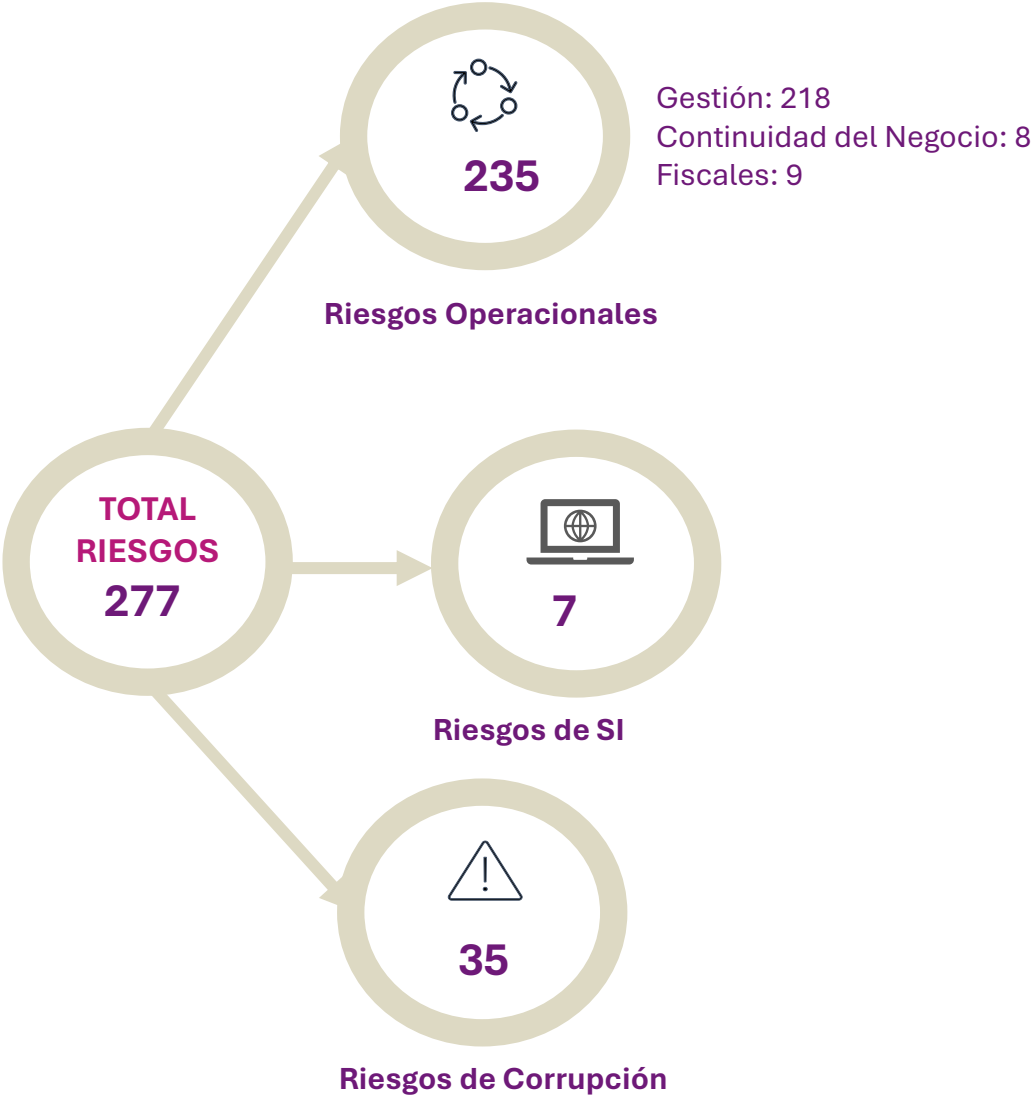 235
Gestión: 218
Continuidad del Negocio: 8
Fiscales: 9
Riesgos Operacionales
TOTAL
RIESGOS
277
7
Riesgos de SI
35
Riesgos de Corrupción